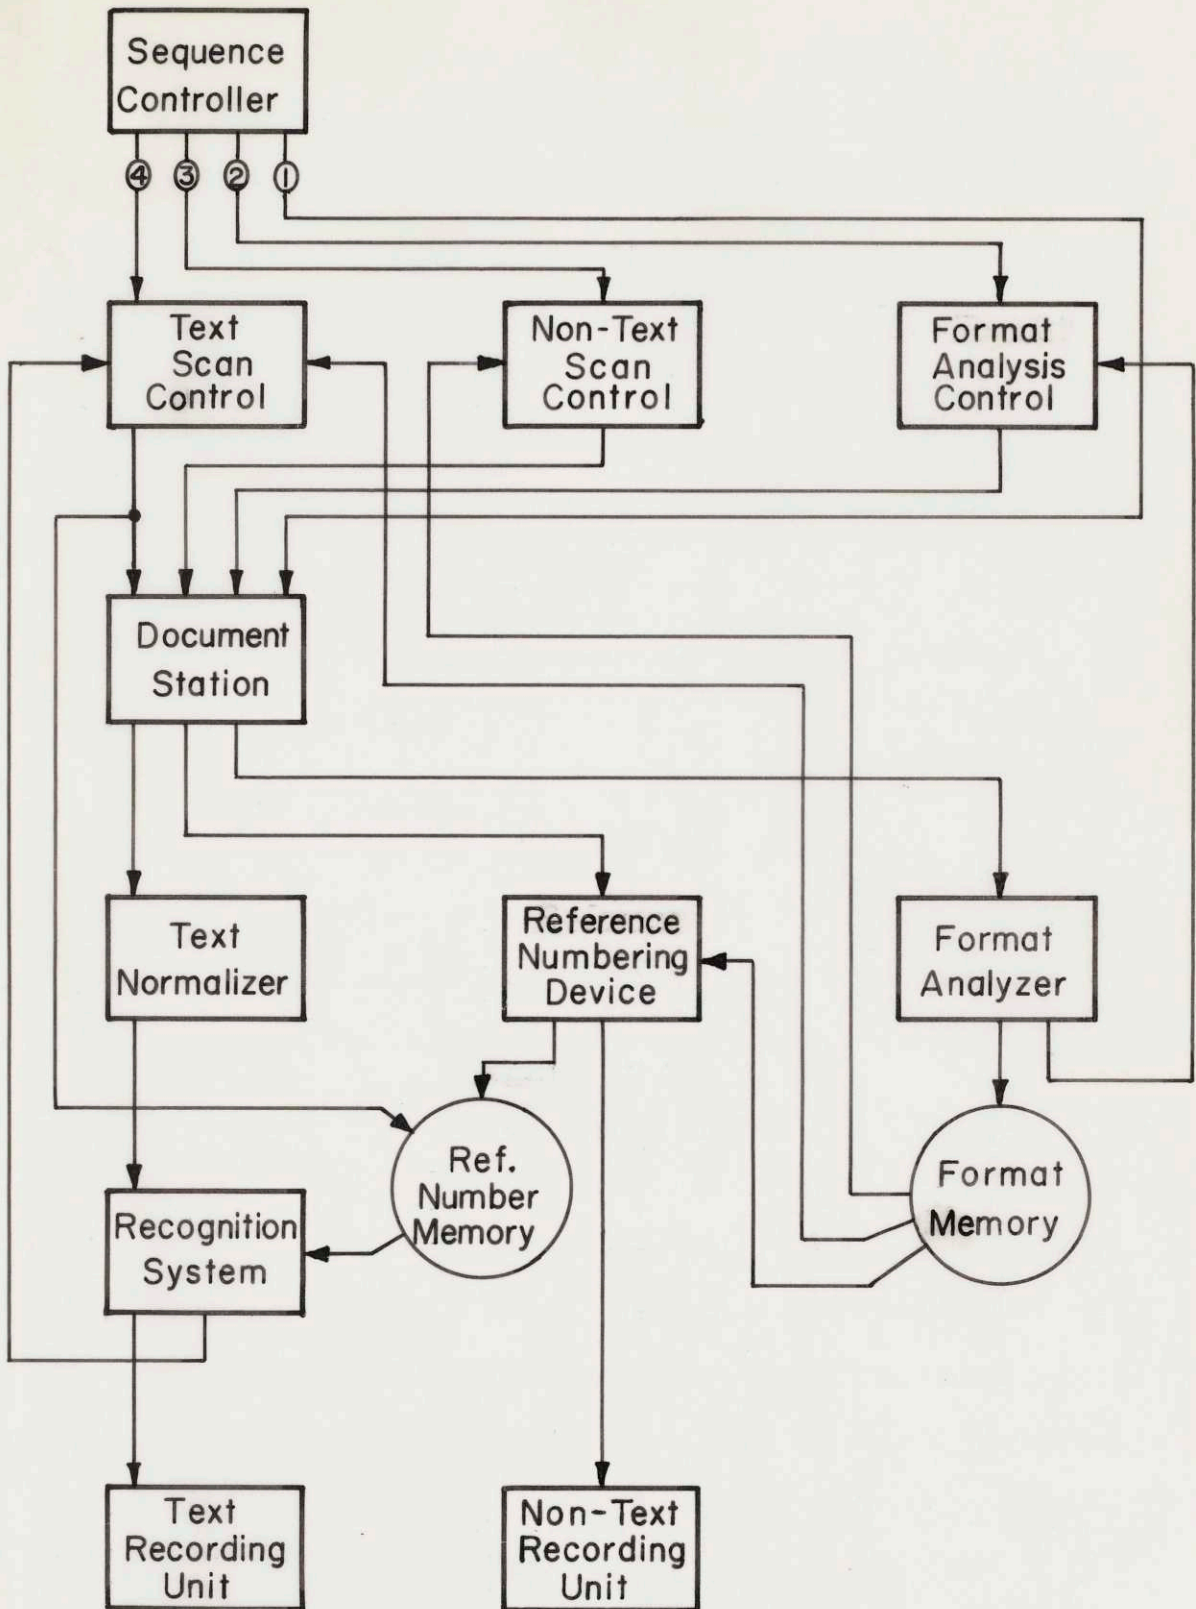 Sequence
Controller
4 3 2 1
Text
Scan
Control
Non-Text
Scan
Control
Format
Analysis
Control
Document
Station
Text
Normalizer
Reference
Numbering
Device
Format
Analyzer
Ref.
Number
Memory
Format
Memory
Recognition
System
Text
Recording
Unit
Non-Text
Recording
Unit